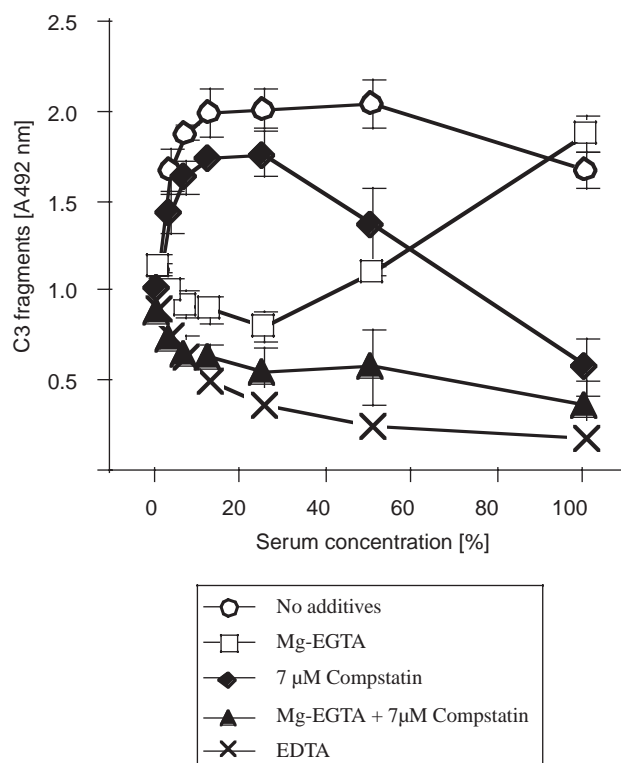 2.5
2.0
1.5
1.0
0.5
C3 fragments [A492 nm]
0 20 40 60 80 100
Serum concentration [%]
No additives
Mg-EGTA
7 µM Compstatin
Mg-EGTA + 7µM Compstatin
EDTA